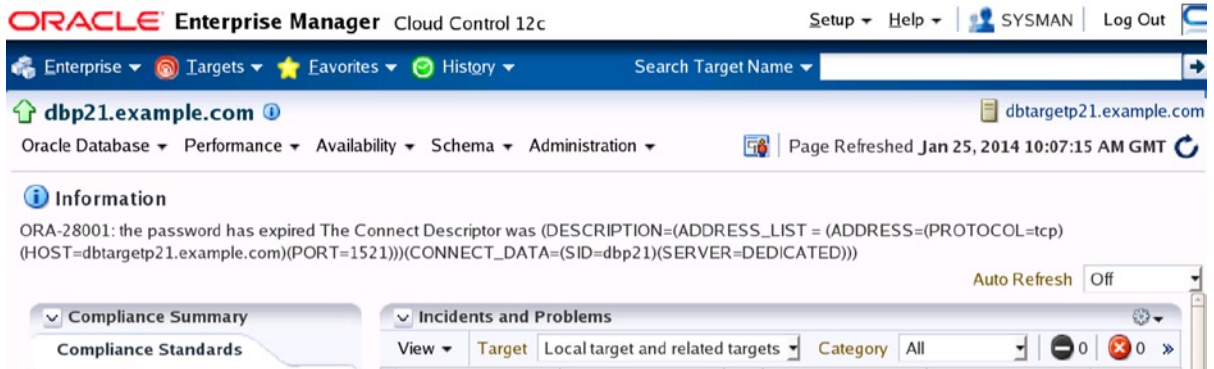 ORACLE Enterprise Manager Cloud Control 12c Setup Help SYSMAN Log Out
Enterprise Targets Favorites History Search Target Name
dbp21.example.com dbtargetp21.example.com
Oracle Database Performance Availability Schema Administration Page Refreshed Jan 25, 2014 10:07:15 AM GMT
Information
ORA-28001: the password has expired The Connect Descriptor was (DESCRIPTION=(ADDRESS_LIST = (ADDRESS=(PROTOCOL=tcp)
(HOST=dbtargetp21.example.com)(PORT=1521)))(CONNECT_DATA=(SID=dbp21)(SERVER=DEDICATED)))
Auto Refresh Off
Compliance Summary Incidents and Problems
Compliance Standards View Target Local target and related targets Category All 0 0 »